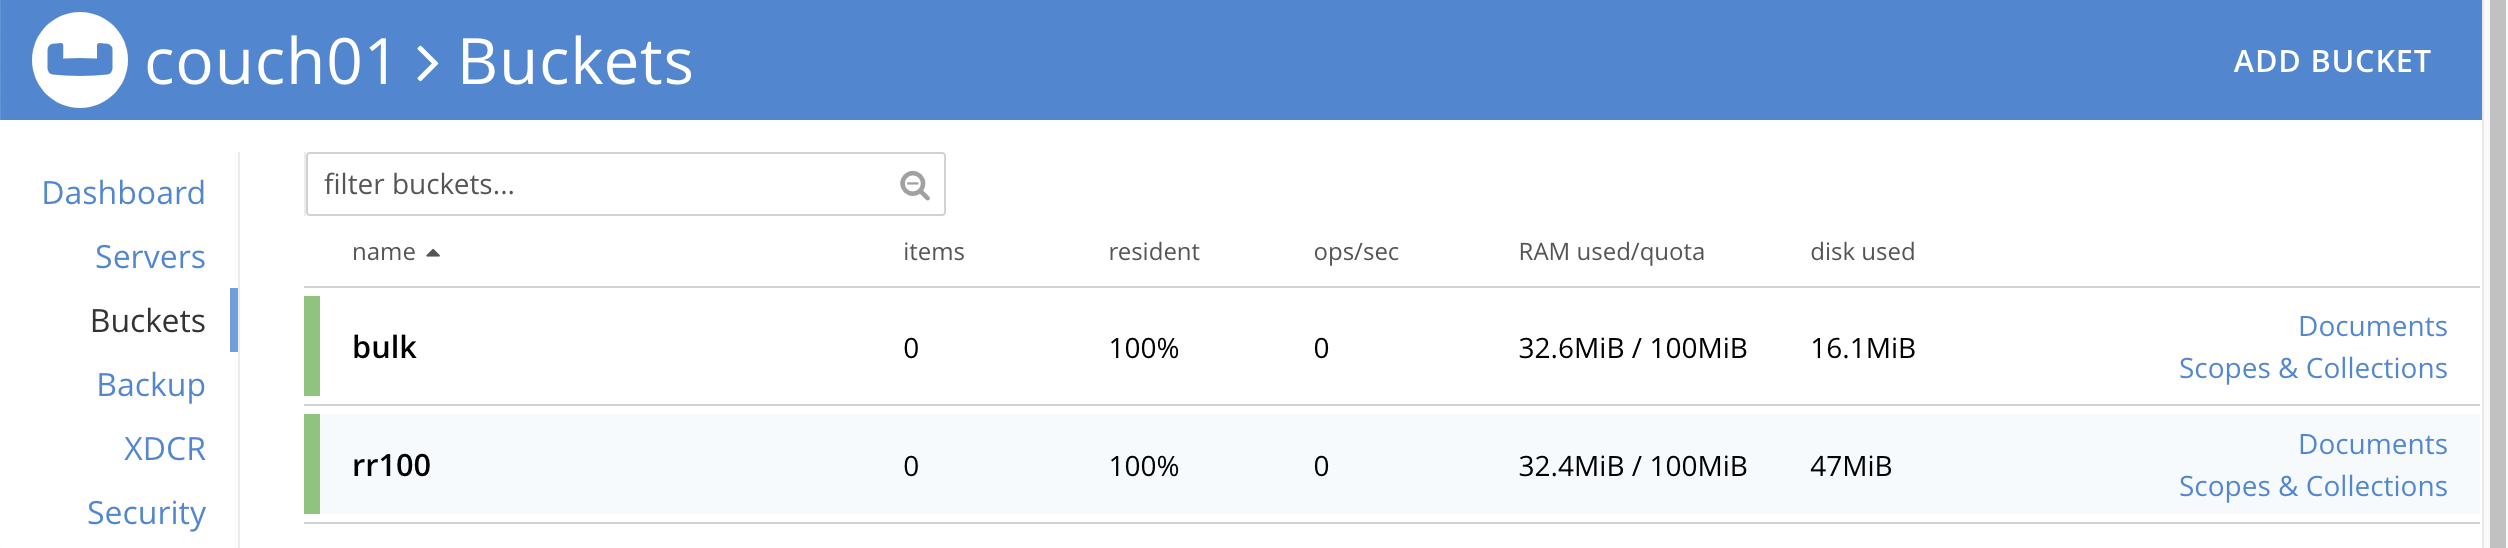 couch01 > Buckets
ADD BUCKET
Dashboard
Servers
Buckets
Backup
XDCR
Security
filter buckets...
name items resident ops/sec RAM used/quota disk used
bulk 0 100% 0 32.6MiB / 100MiB 16.1MiB Documents
Scopes & Collections
rr100 0 100% 0 32.4MiB / 100MiB 47MiB Documents
Scopes & Collections